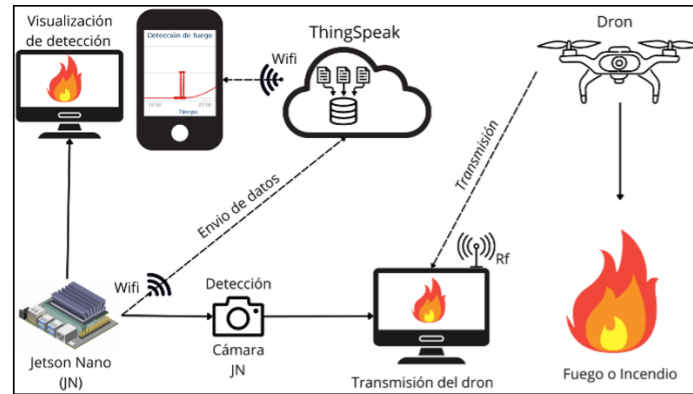 Visualización
de detección
Detección de fuego
Tiempo
Wifi
ThingSpeak
Dron
Transmisión
Envio de datos
Rf
Wifi
Detección
Cámara
JN
Jetson Nano
(JN)
Transmisión del dron
Fuego o Incendio